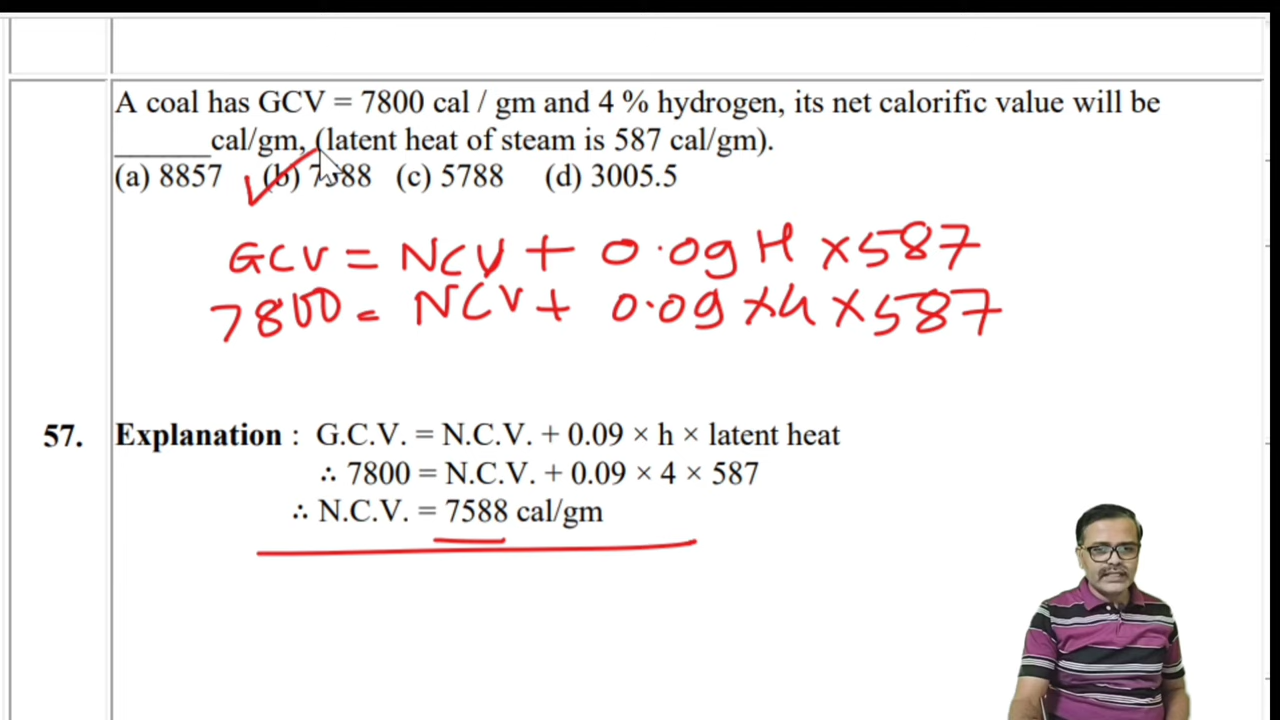 A coal has GCV = 7800 cal / gm and 4 % hydrogen, its net calorific value will be
______cal/gm, (latent heat of steam is 587 cal/gm).
(a) 8857 (b) 7588 (c) 5788 (d) 3005.5
GCV = NCV + 0.09 H × 587
7800 = NCV + 0.09 × 4 × 587
57. Explanation : G.C.V. = N.C.V. + 0.09 × h × latent heat
∴ 7800 = N.C.V. + 0.09 × 4 × 587
∴ N.C.V. = 7588 cal/gm